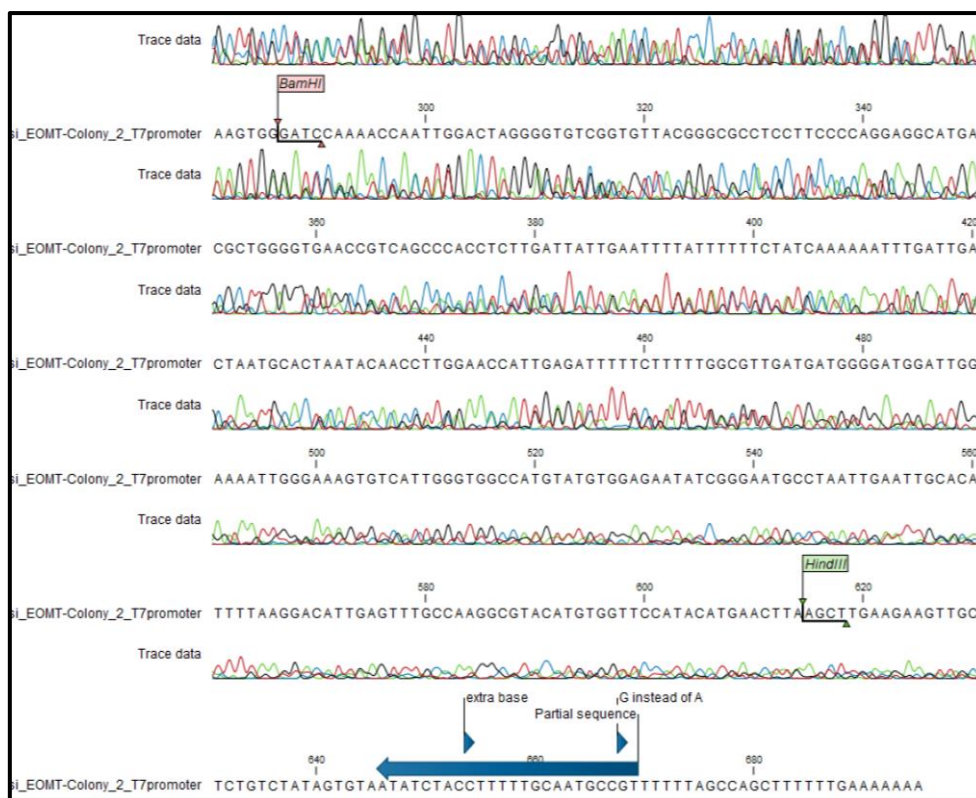 Trace data
BamHI
300 320 340
si_EOMT-Colony_2_T7promoter AAGTGGGATCCAAAACCAATTGGACTAGGGGTGTCGGTGTTACGGGCGCCTCCTTCCCCAGGAGGCATGA
Trace data
360 380 400 420
si_EOMT-Colony_2_T7promoter CGCTGGGGTGAACCGTCAGCCCACCTCTTGATTATTGAATTTTATTTTTTCTATCAAAAAATTTGATTGA
Trace data
440 460 480
si_EOMT-Colony_2_T7promoter CTAATGCACTAATACAACCTTGGAACCATTGAGATTTTTCTTTTTGGCGTTGATGATGGGGATGGATTGG
Trace data
500 520 540 560
si_EOMT-Colony_2_T7promoter AAAATTGGGAAAGTGTCATTGGGTGGCCATGTATGTGGAGAATATCGGGAATGCCTAATTGAATTGCACA
Trace data
HindIII
580 600 620
si_EOMT-Colony_2_T7promoter TTTTAAGGACATTGAGTTTGCCAAGGCGTACATGTGGTTCCATACATGAACTTAAGCTTGAAGAAGTTGC
Trace data
extra base G instead of A
Partial sequence
640 660 680
si_EOMT-Colony_2_T7promoter TCTGTCTATAGTGTAATATCTACCTTTTTGCAATGCCGTTTTTTAGCCAGCTTTTTTGAAAAAAA